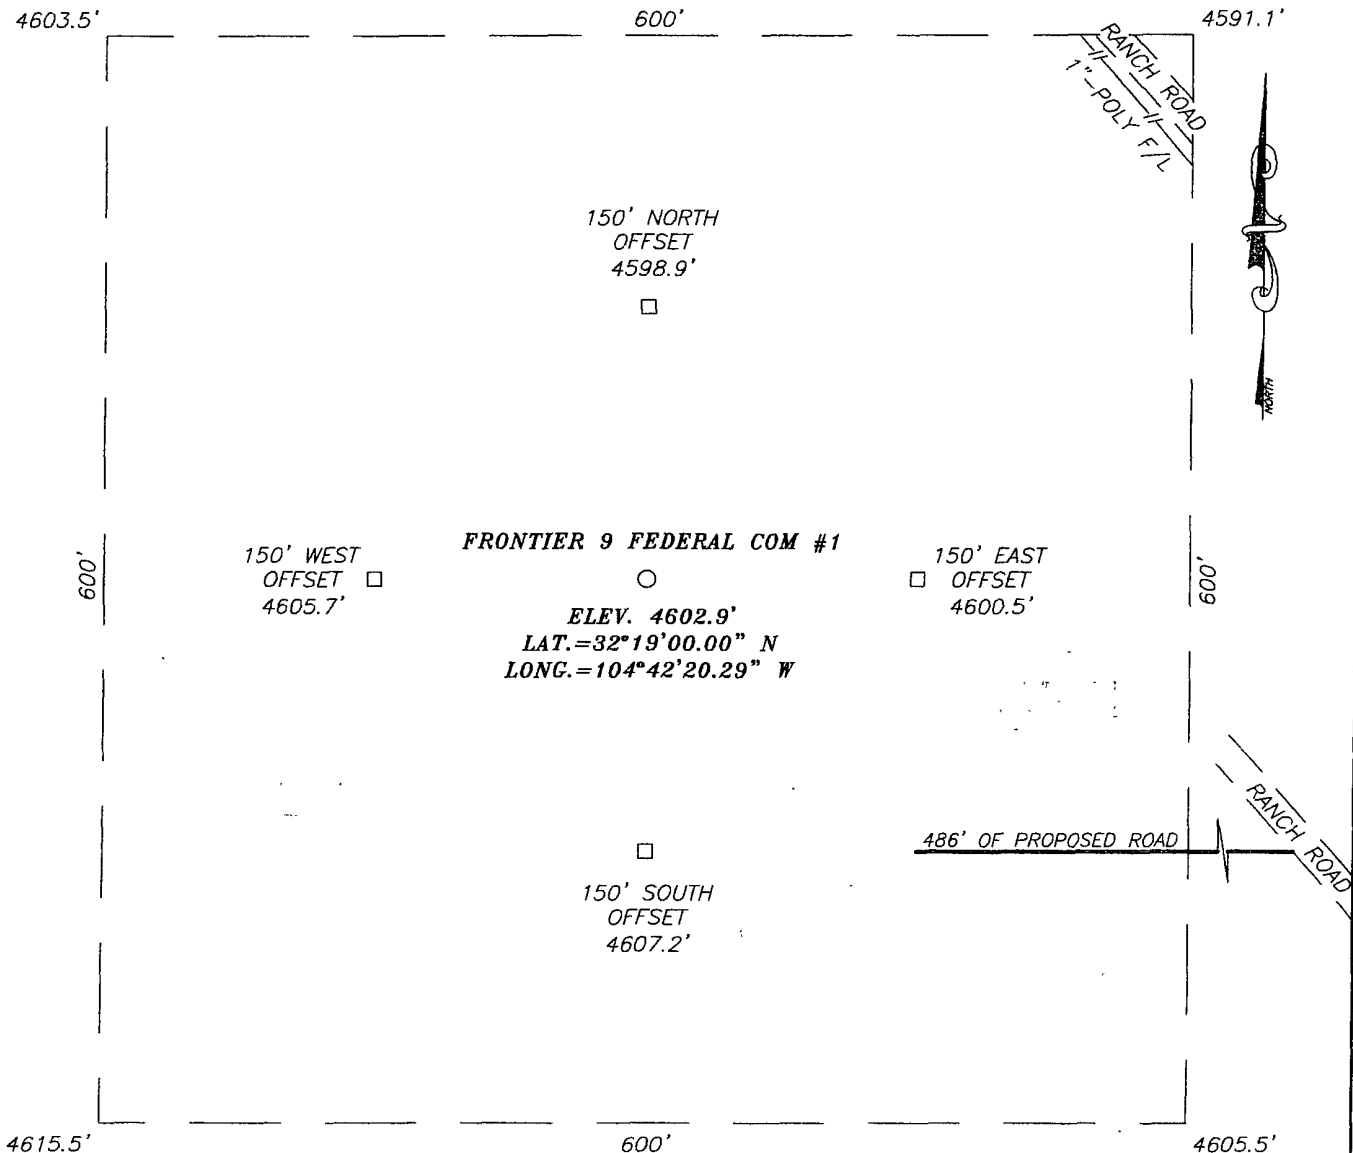 4603.5'
600'
4591.1'
RANCH ROAD
1"-POLY F/L
150' NORTH
OFFSET
4598.9'
NORTH
600'
150' WEST
OFFSET
4605.7'
FRONTIER 9 FEDERAL COM #1
ELEV. 4602.9'
LAT.=32°19'00.00" N
LONG.=104°42'20.29" W
150' EAST
OFFSET
4600.5'
600'
RANCH ROAD
486' OF PROPOSED ROAD
150' SOUTH
OFFSET
4607.2'
4615.5'
600'
4605.5'